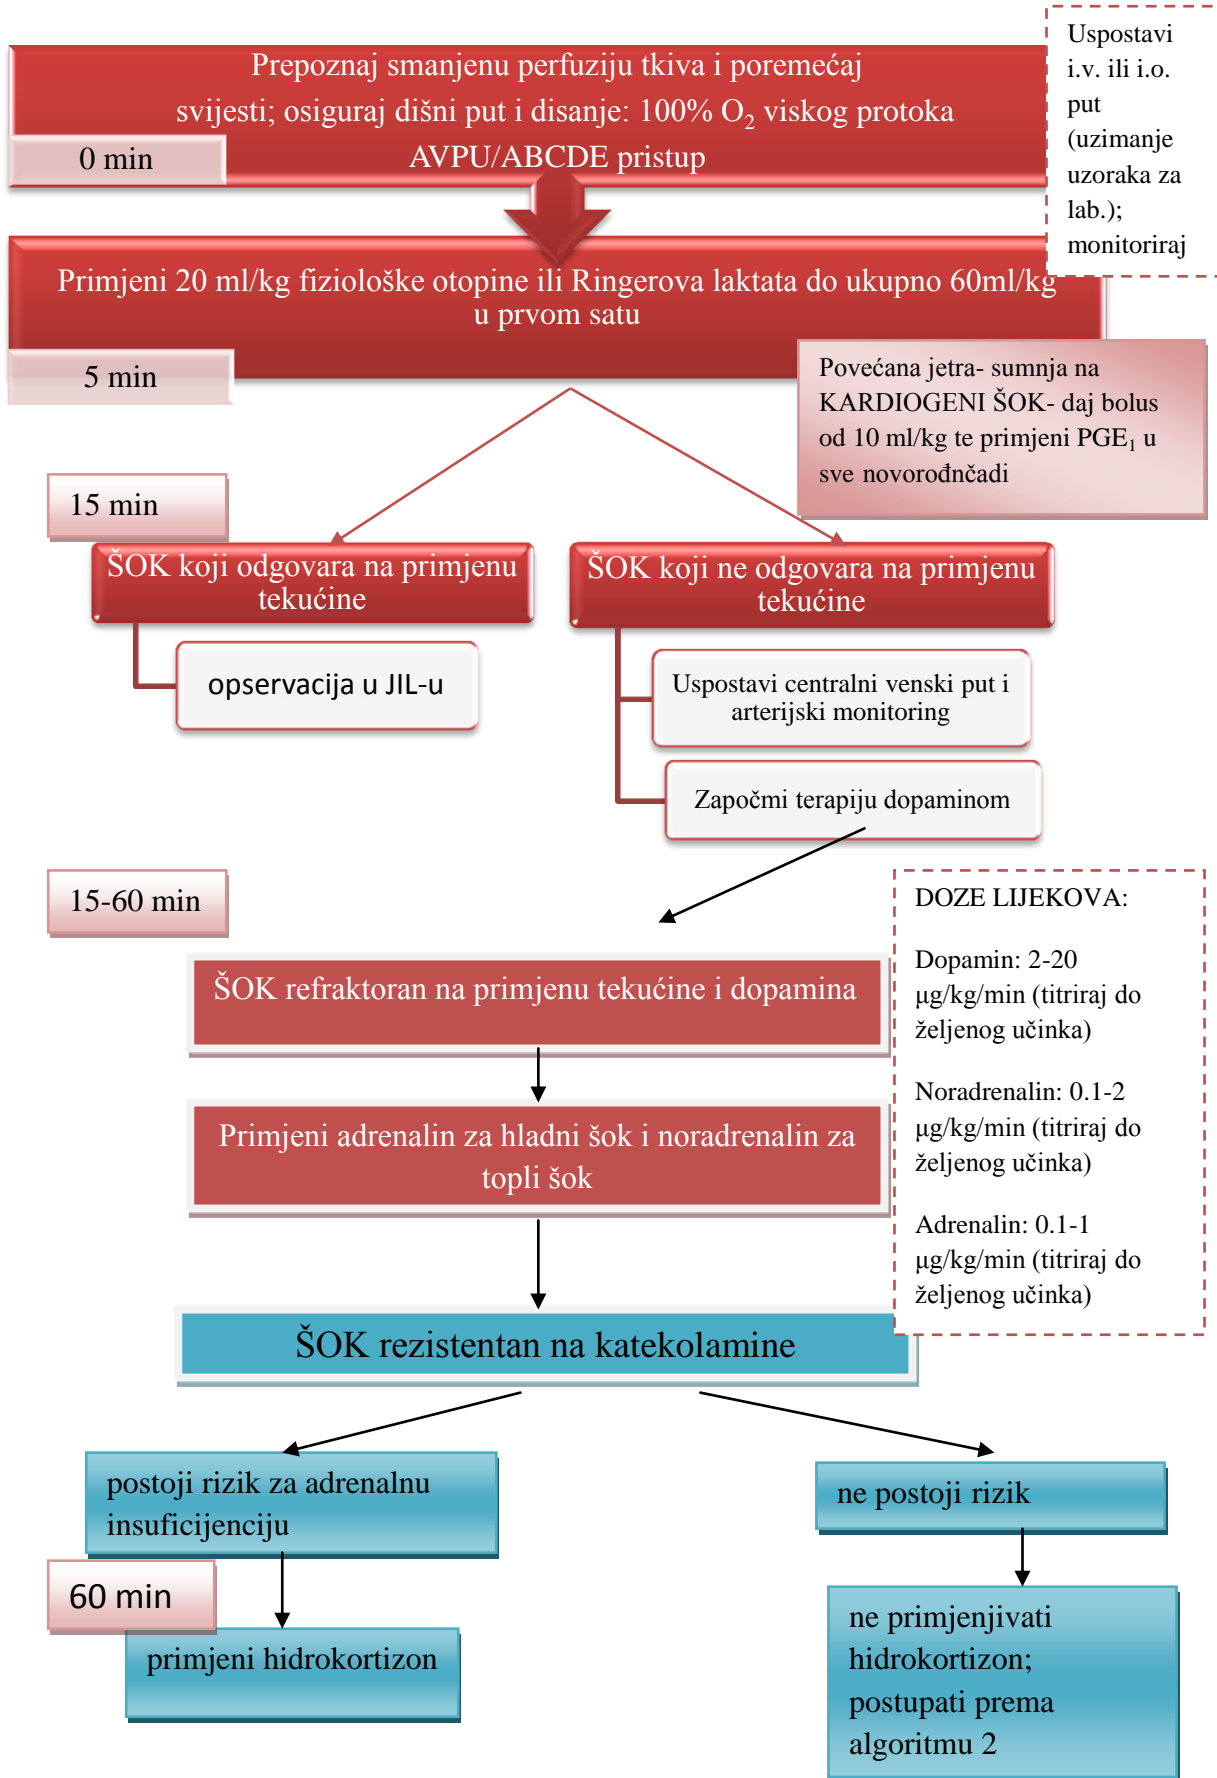 Prepoznaj smanjenu perfuziju tkiva i poremećaj
svijesti; osiguraj dišni put i disanje: 100% O₂ viskog protoka
AVPU/ABCDE pristup
0 min
Uspostavi
i.v. ili i.o.
put
(uzimanje
uzoraka za
lab.);
monitoriraj
Primjeni 20 ml/kg fiziološke otopine ili Ringerova laktata do ukupno 60ml/kg
u prvom satu
5 min
Povećana jetra- sumnja na
KARDIOGENI ŠOK- daj bolus
od 10 ml/kg te primjeni PGE₁ u
sve novorođnčadi
15 min
ŠOK koji odgovara na primjenu
tekućine
opservacija u JIL-u
ŠOK koji ne odgovara na primjenu
tekućine
Uspostavi centralni venski put i
arterijski monitoring
Započmi terapiju dopaminom
15-60 min
DOZE LIJEKOVA:
Dopamin: 2-20
µg/kg/min (titriraj do
željenog učinka)
Noradrenalin: 0.1-2
µg/kg/min (titriraj do
željenog učinka)
Adrenalin: 0.1-1
µg/kg/min (titriraj do
željenog učinka)
ŠOK refraktoran na primjenu tekućine i dopamina
Primjeni adrenalin za hladni šok i noradrenalin za
topli šok
ŠOK rezistentan na katekolamine
postoji rizik za adrenalnu
insuficijenciju
ne postoji rizik
60 min
primjeni hidrokortizon
ne primjenjivati
hidrokortizon;
postupati prema
algoritmu 2